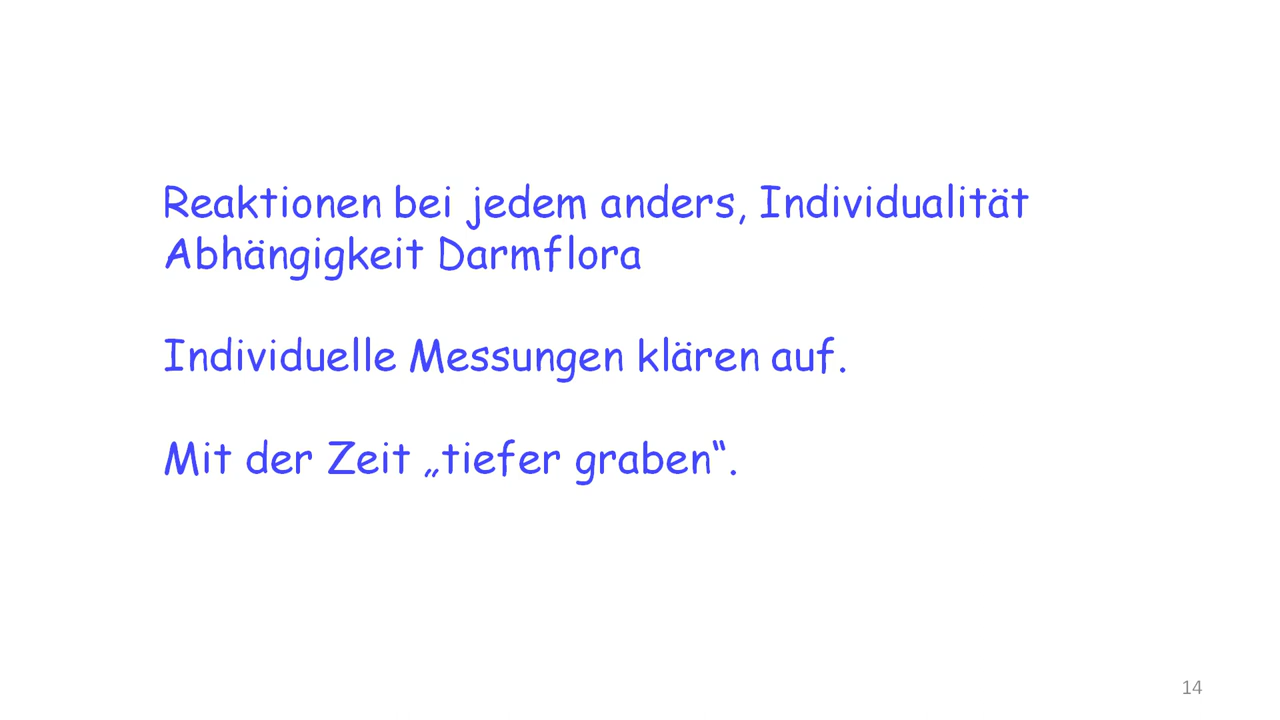 Reaktionen bei jedem anders, Individualität
Abhängigkeit Darmflora
Individuelle Messungen klären auf.
Mit der Zeit „tiefer graben“.
14